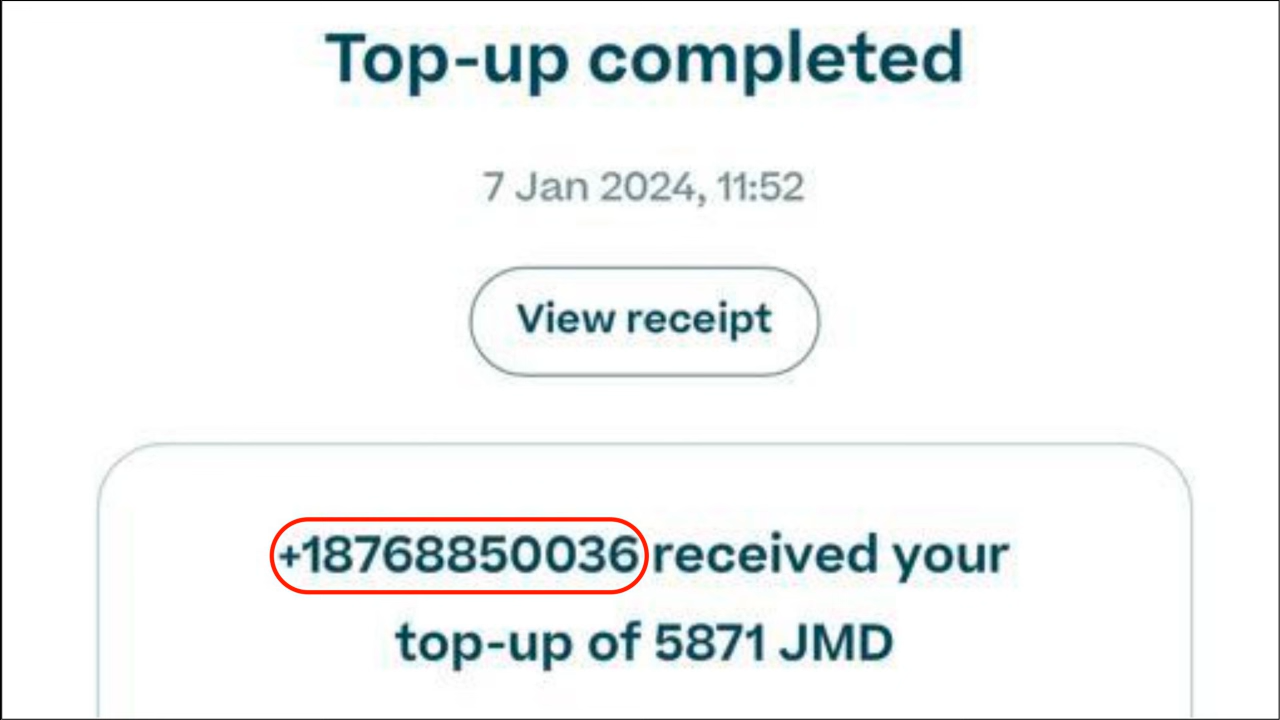 Top-up completed
7 Jan 2024, 11:52
View receipt
+18768850036 received your
top-up of 5871 JMD